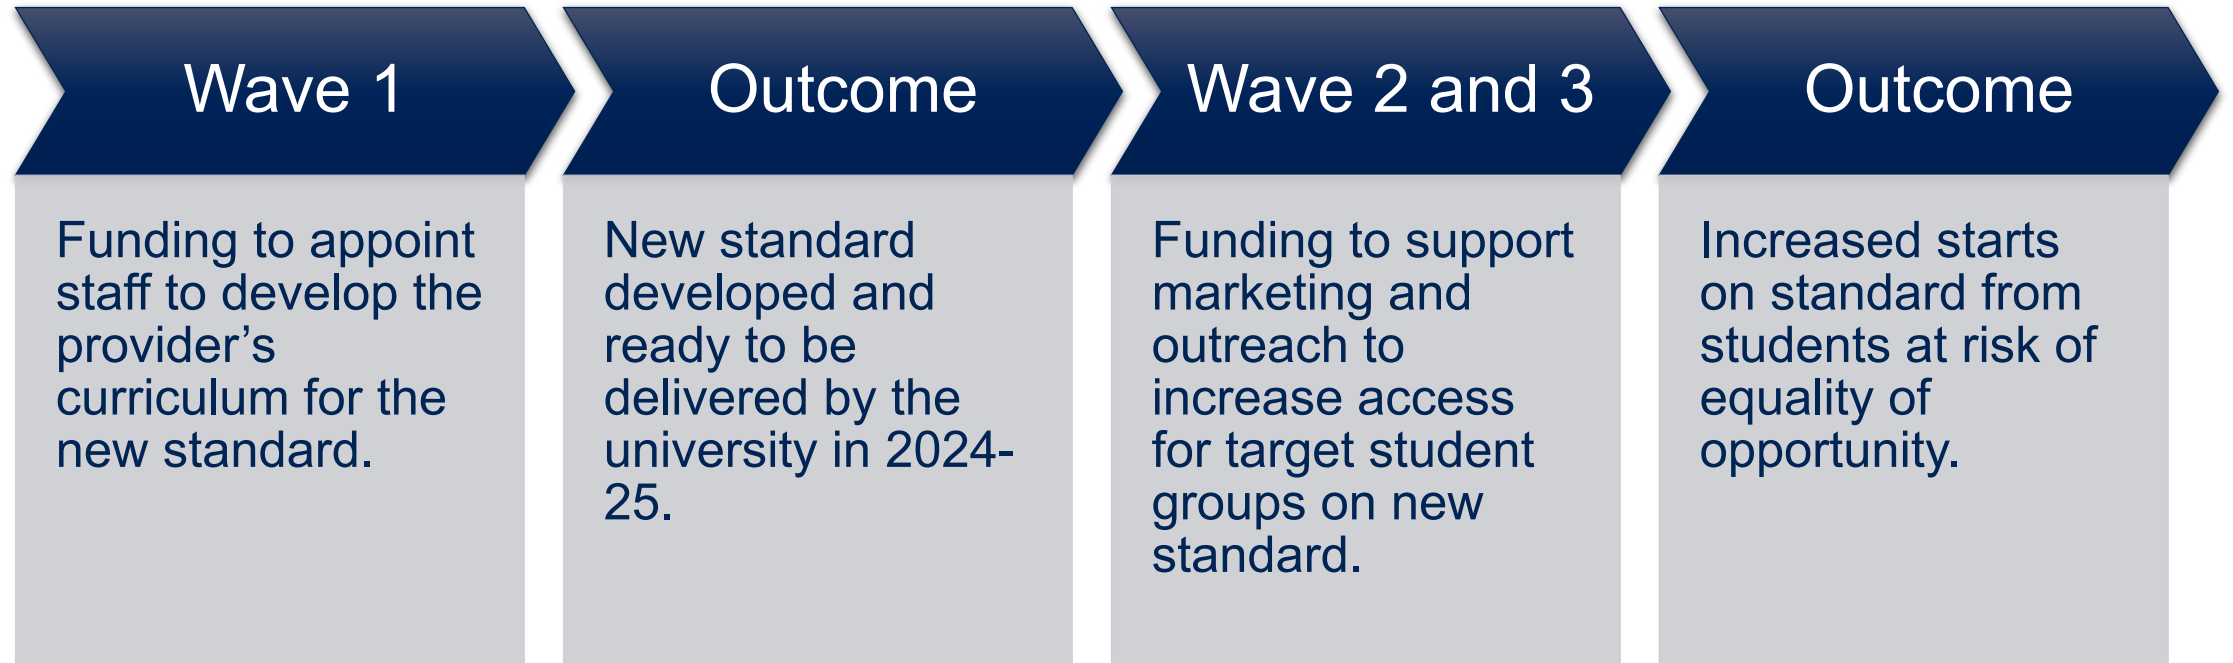 Wave 1
Funding to appoint
staff to develop the
provider’s
curriculum for the
new standard.
Outcome
New standard
developed and
ready to be
delivered by the
university in 2024-
25.
Wave 2 and 3
Funding to support
marketing and
outreach to
increase access
for target student
groups on new
standard.
Outcome
Increased starts
on standard from
students at risk of
equality of
opportunity.